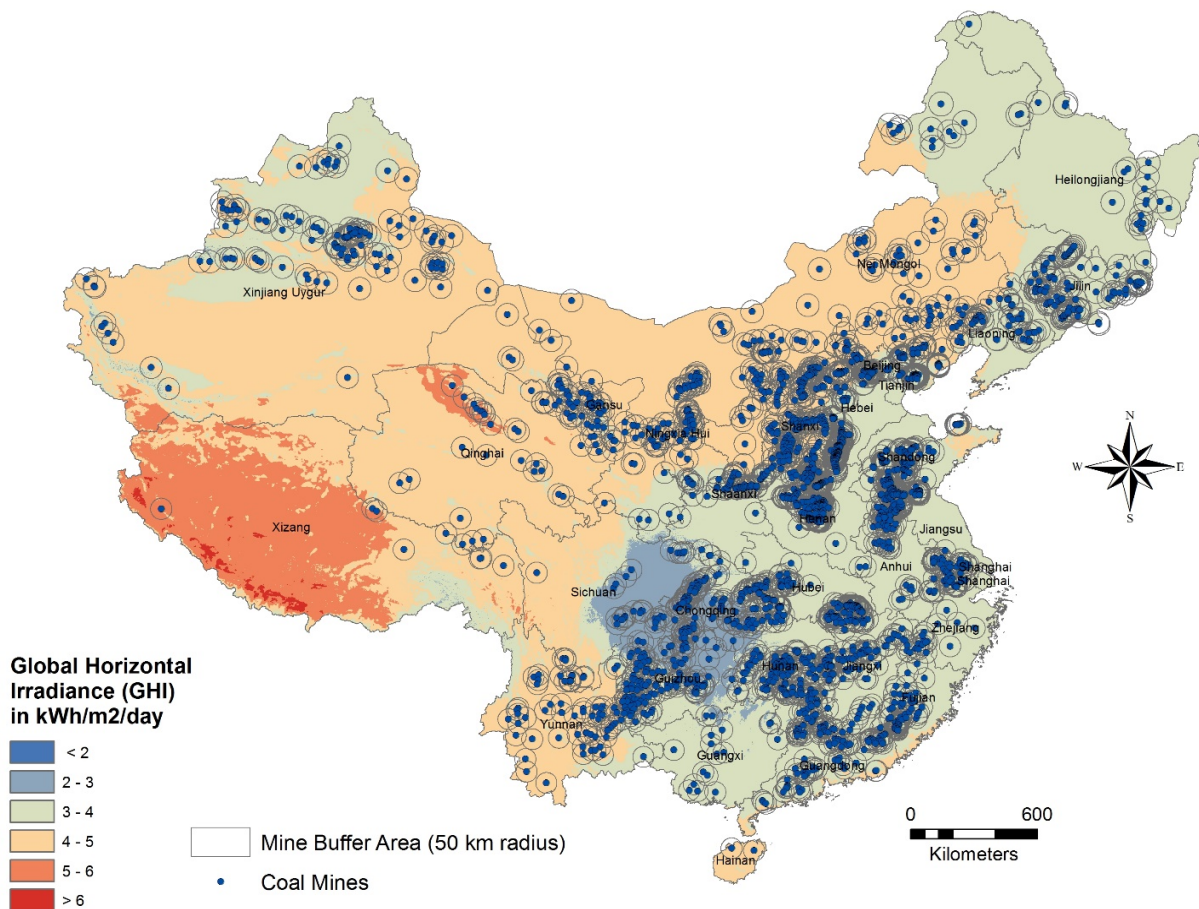 Heilongjiang
Nei Mongol
Jilin
Xinjiang Uygur
Liaoning
Beijing
Tianjin
Gansu
Hebei
Ningxia Hui
Shanxi
Qinghai
Shandong
Shaanxi
Henan
Jiangsu
Xizang
Anhui
Shanghai
Shanghai
Sichuan
Hubei
Chongqing
Zhejiang
Hunan
Jiangxi
Guizhou
Fujian
Yunnan
Guangxi
Guangdong
Hainan
N
W
E
S
Global Horizontal
Irradiance (GHI)
in kWh/m2/day
< 2
2 - 3
3 - 4
4 - 5
5 - 6
> 6
Mine Buffer Area (50 km radius)
Coal Mines
0 600
Kilometers